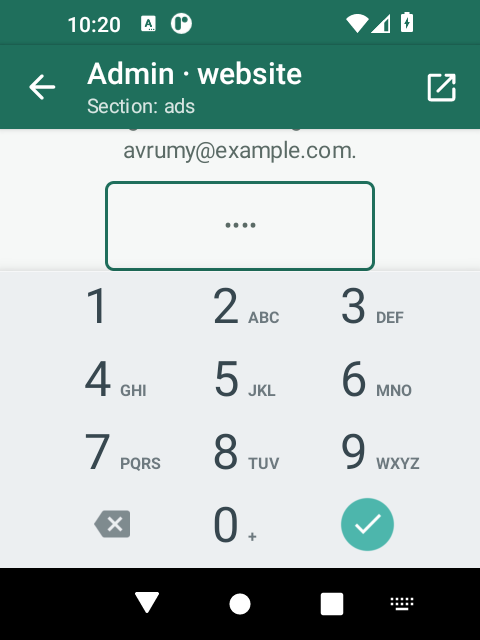 10:20
Admin · website
Section: ads
avrumy@example.com.
••••
1
2 ABC
3 DEF
4 GHI
5 JKL
6 MNO
7 PQRS
8 TUV
9 WXYZ
0 +